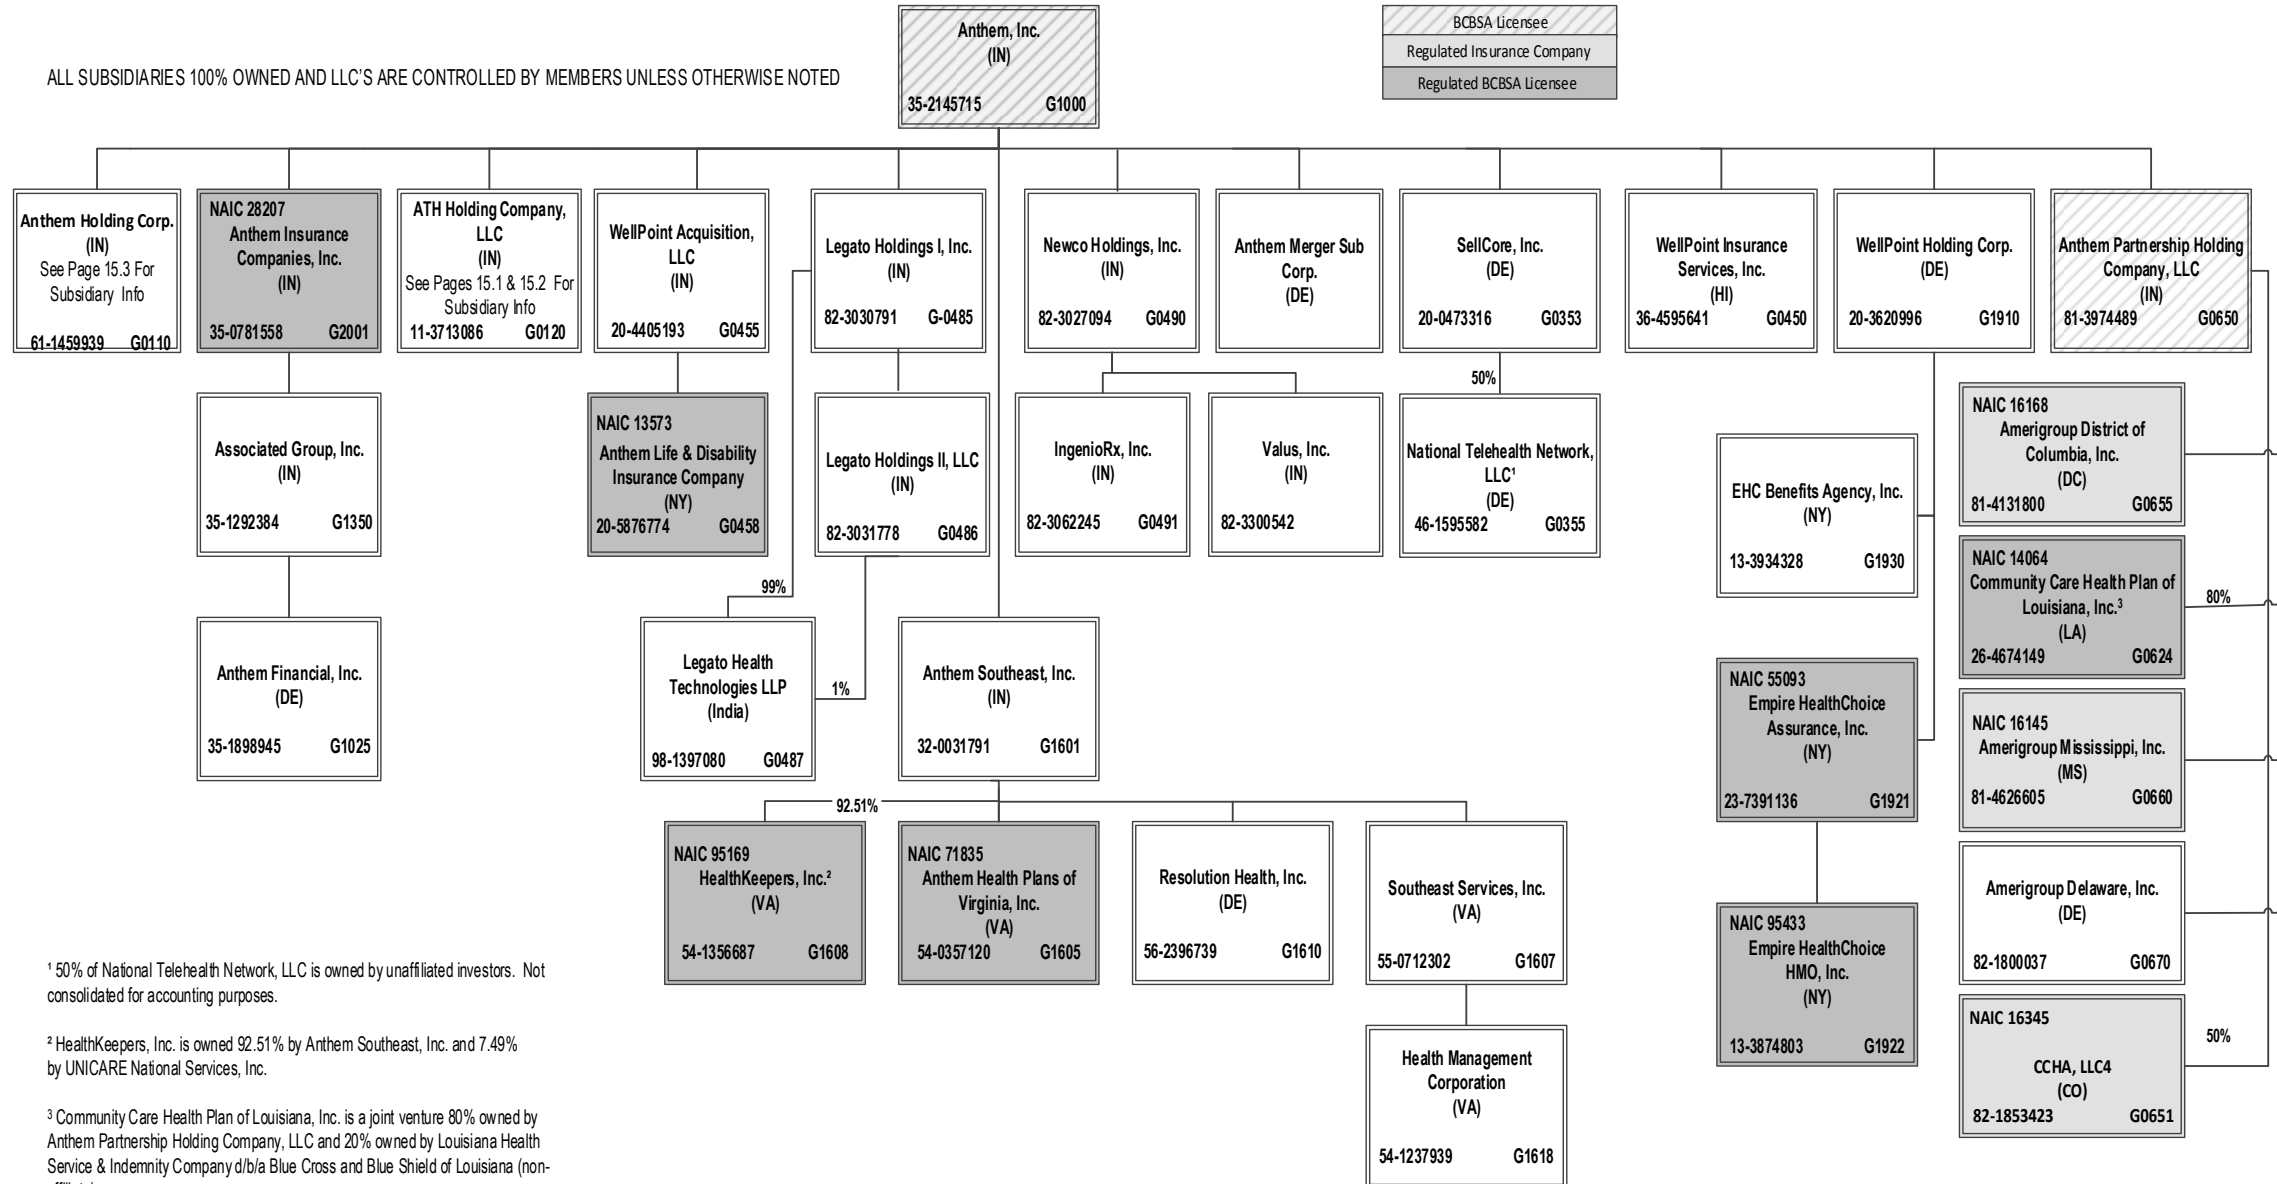 Anthem, Inc.
(IN)
35-2145715 G1000
BCBSA Licensee
Regulated Insurance Company
Regulated BCBSA Licensee
ALL SUBSIDIARIES 100% OWNED AND LLC'S ARE CONTROLLED BY MEMBERS UNLESS OTHERWISE NOTED
Anthem Holding Corp.
(IN)
See Page 15.3 For
Subsidiary Info
61-1459939 G0110
NAIC 28207
Anthem Insurance
Companies, Inc.
(IN)
35-0781558 G2001
ATH Holding Company,
LLC
(IN)
See Pages 15.1 & 15.2 For
Subsidiary Info
11-3713086 G0120
WellPoint Acquisition,
LLC
(IN)
20-4405193 G0455
Legato Holdings I, Inc.
(IN)
82-3030791 G-0485
Newco Holdings, Inc.
(IN)
82-3027094 G0490
Anthem Merger Sub
Corp.
(DE)
SellCore, Inc.
(DE)
20-0473316 G0353
WellPoint Insurance
Services, Inc.
(HI)
36-4595641 G0450
WellPoint Holding Corp.
(DE)
20-3620996 G1910
Anthem Partnership Holding
Company, LLC
(IN)
81-3974489 G0650
Associated Group, Inc.
(IN)
35-1292384 G1350
NAIC 13573
Anthem Life & Disability
Insurance Company
(NY)
20-5876774 G0458
Legato Holdings II, LLC
(IN)
82-3031778 G0486
IngenioRx, Inc.
(IN)
82-3062245 G0491
Valus, Inc.
(IN)
82-3300542
50%
National Telehealth Network,
LLC¹
(DE)
46-1595582 G0355
EHC Benefits Agency, Inc.
(NY)
13-3934328 G1930
NAIC 16168
Amerigroup District of
Columbia, Inc.
(DC)
81-4131800 G0655
NAIC 14064
Community Care Health Plan of
Louisiana, Inc.³
(LA)
26-4674149 G0624
80%
Anthem Financial, Inc.
(DE)
35-1898945 G1025
99%
Legato Health
Technologies LLP
(India)
98-1397080 G0487
1%
Anthem Southeast, Inc.
(IN)
32-0031791 G1601
NAIC 55093
Empire HealthChoice
Assurance, Inc.
(NY)
23-7391136 G1921
NAIC 16145
Amerigroup Mississippi, Inc.
(MS)
81-4626605 G0660
92.51%
NAIC 95169
HealthKeepers, Inc.²
(VA)
54-1356687 G1608
NAIC 71835
Anthem Health Plans of
Virginia, Inc.
(VA)
54-0357120 G1605
Resolution Health, Inc.
(DE)
56-2396739 G1610
Southeast Services, Inc.
(VA)
55-0712302 G1607
Amerigroup Delaware, Inc.
(DE)
82-1800037 G0670
NAIC 95433
Empire HealthChoice
HMO, Inc.
(NY)
13-3874803 G1922
NAIC 16345
CCHA, LLC4
(CO)
82-1853423 G0651
50%
Health Management
Corporation
(VA)
54-1237939 G1618
¹ 50% of National Telehealth Network, LLC is owned by unaffiliated investors. Not
consolidated for accounting purposes.
² HealthKeepers, Inc. is owned 92.51% by Anthem Southeast, Inc. and 7.49%
by UNICARE National Services, Inc.
³ Community Care Health Plan of Louisiana, Inc. is a joint venture 80% owned by
Anthem Partnership Holding Company, LLC and 20% owned by Louisiana Health
Service & Indemnity Company d/b/a Blue Cross and Blue Shield of Louisiana (non-